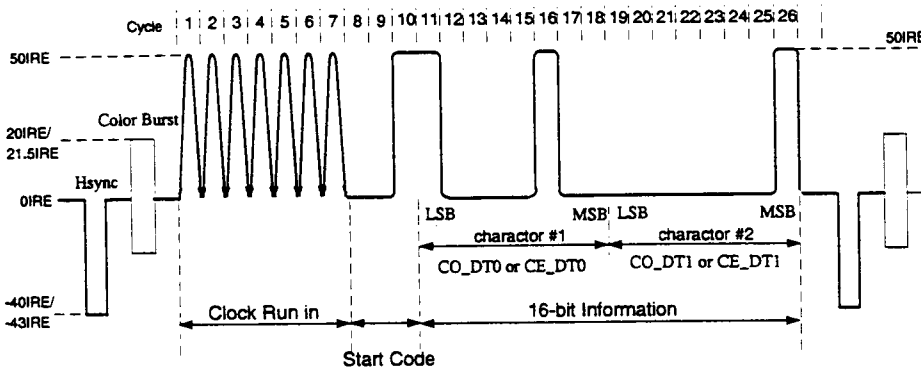 Cycle 1 2 3 4 5 6 7 8 9 10 11 12 13 14 15 16 17 18 19 20 21 22 23 24 25 26
50IRE
50IRE
Color Burst
20IRE/
21.5IRE
Hsync
0IRE
LSB
MSB
LSB
MSB
charactor #1
charactor #2
CO_DT0 or CE_DT0
CO_DT1 or CE_DT1
-40IRE/
-43IRE
Clock Run in
16-bit Information
Start Code